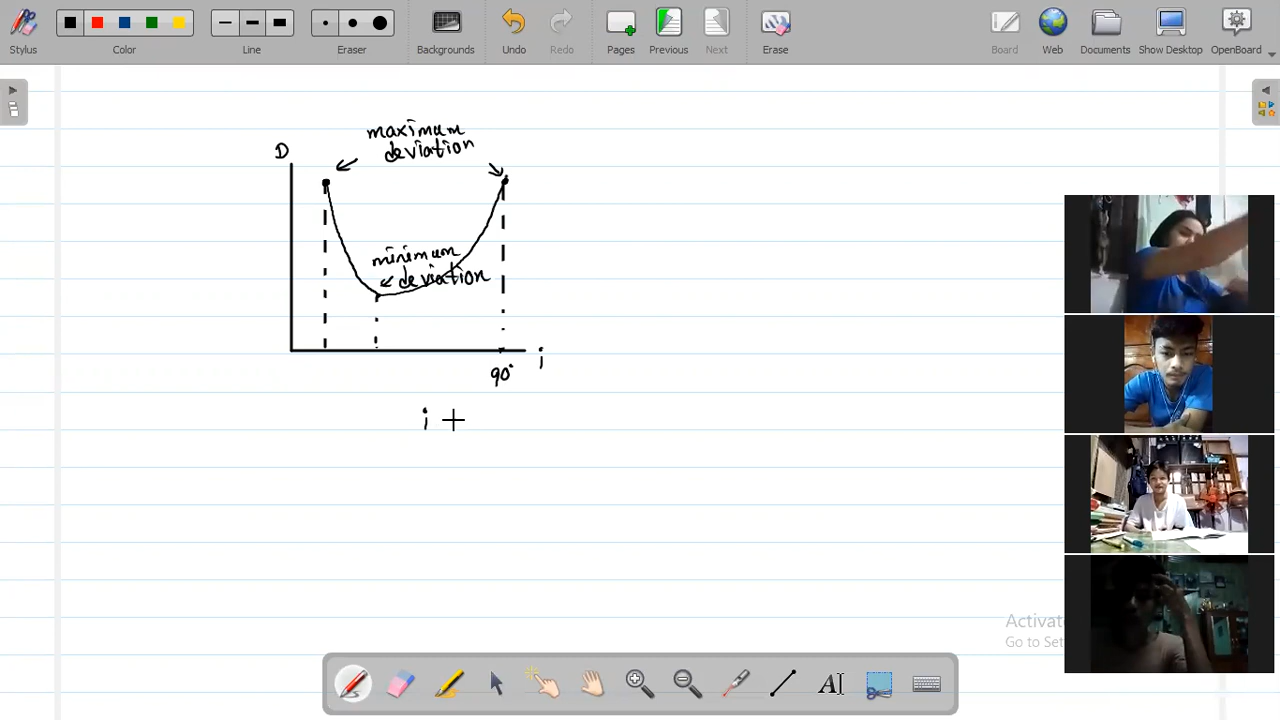 Stylus
Color
Line
Eraser
Backgrounds
Undo
Redo
Pages
Previous
Next
Erase
Board
Web
Documents
Show Desktop
OpenBoard
maximum
deviation
D
minimum
deviation
90°
i
i +
Activat
Go to Set
A